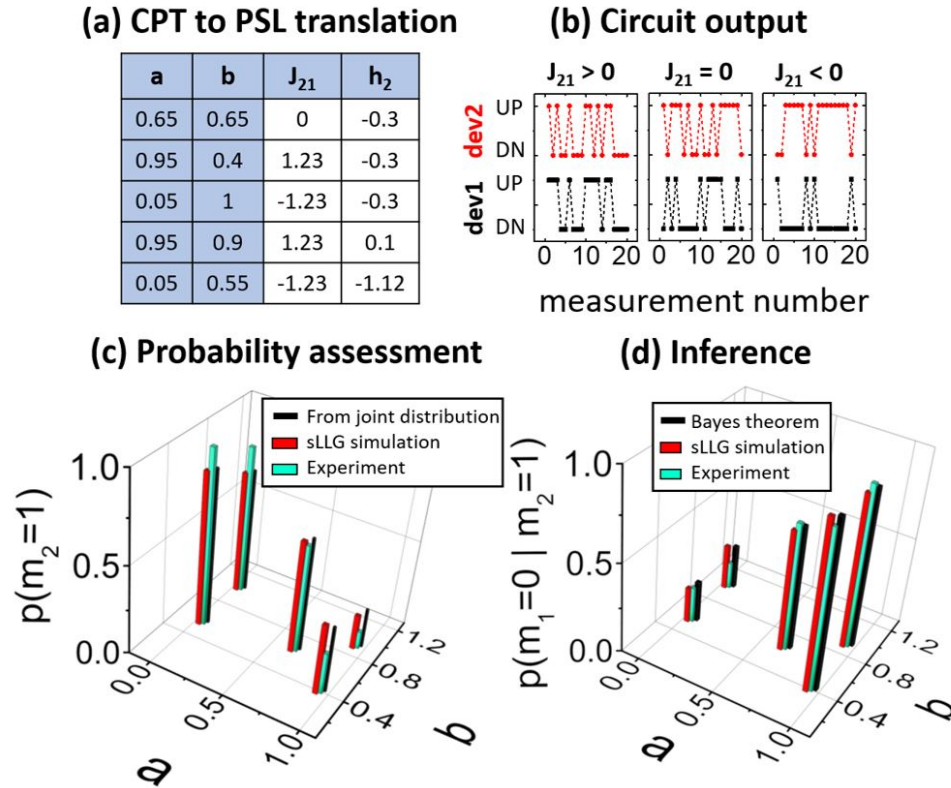 (a) CPT to PSL translation
a b J₂₁ h₂
0.65 0.65 0 -0.3
0.95 0.4 1.23 -0.3
0.05 1 -1.23 -0.3
0.95 0.9 1.23 0.1
0.05 0.55 -1.23 -1.12
(b) Circuit output
J₂₁ > 0 J₂₁ = 0 J₂₁ < 0
dev2 UP
DN
dev1 UP
DN
0 10 20 0 10 20 0 10 20
measurement number
(c) Probability assessment
From joint distribution
sLLG simulation
Experiment
p(m₂=1)
1.0
0.5
0.0
0.0 0.5 1.0
a
0.4 0.8 1.2
b
(d) Inference
Bayes theorem
sLLG simulation
Experiment
p(m₁=0 | m₂=1)
1.0
0.5
0.0
0.0 0.5 1.0
a
0.4 0.8 1.2
b